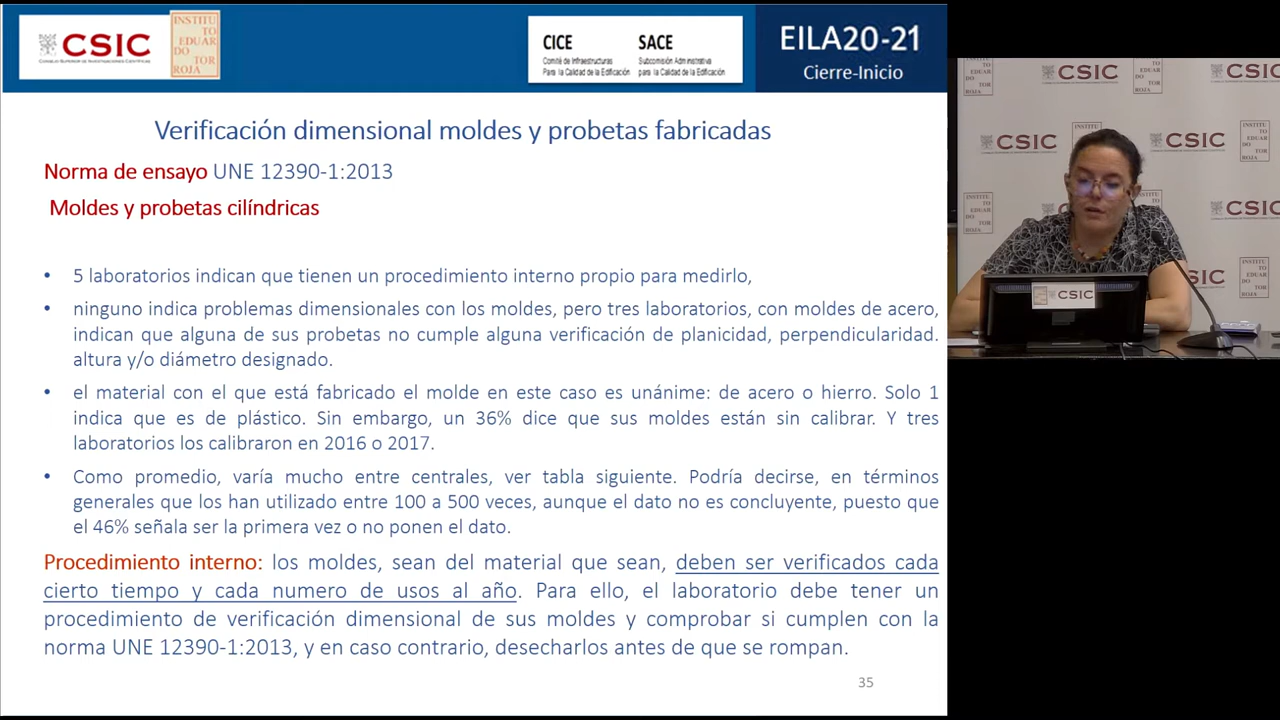 CSIC
CONSEJO SUPERIOR DE INVESTIGACIONES CIENTÍFICAS
INSTITU
TO
EDUAR
DO
TOR
ROJA
CICE
Comité de Infraestructuras
Para la Calidad de la Edificación
SACE
Subcomisión Administrativa
para la Calidad de la Edificación
EILA20-21
Cierre-Inicio
Verificación dimensional moldes y probetas fabricadas
Norma de ensayo UNE 12390-1:2013
Moldes y probetas cilíndricas
• 5 laboratorios indican que tienen un procedimiento interno propio para medirlo,
• ninguno indica problemas dimensionales con los moldes, pero tres laboratorios, con moldes de acero,
indican que alguna de sus probetas no cumple alguna verificación de planicidad, perpendicularidad.
altura y/o diámetro designado.
• el material con el que está fabricado el molde en este caso es unánime: de acero o hierro. Solo 1
indica que es de plástico. Sin embargo, un 36% dice que sus moldes están sin calibrar. Y tres
laboratorios los calibraron en 2016 o 2017.
• Como promedio, varía mucho entre centrales, ver tabla siguiente. Podría decirse, en términos
generales que los han utilizado entre 100 a 500 veces, aunque el dato no es concluyente, puesto que
el 46% señala ser la primera vez o no ponen el dato.
Procedimiento interno: los moldes, sean del material que sean, deben ser verificados cada
cierto tiempo y cada numero de usos al año. Para ello, el laboratorio debe tener un
procedimiento de verificación dimensional de sus moldes y comprobar si cumplen con la
norma UNE 12390-1:2013, y en caso contrario, desecharlos antes de que se rompan.
35
CSIC
CSIC
CSIC
CSIC
CSIC
CSIC